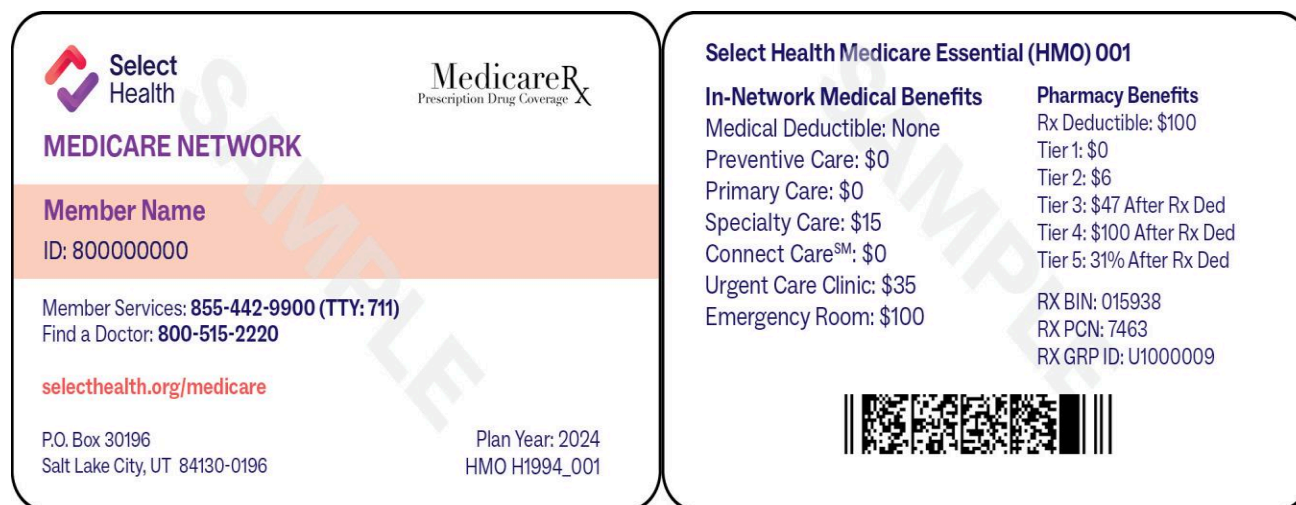 Select
Health
MedicareRx
Prescription Drug Coverage
MEDICARE NETWORK
Member Name
ID: 800000000
Member Services: 855-442-9900 (TTY: 711)
Find a Doctor: 800-515-2220
selecthealth.org/medicare
P.O. Box 30196
Salt Lake City, UT 84130-0196
Plan Year: 2024
HMO H1994_001
SAMPLE
Select Health Medicare Essential (HMO) 001
In-Network Medical Benefits
Medical Deductible: None
Preventive Care: $0
Primary Care: $0
Specialty Care: $15
Connect Care℠: $0
Urgent Care Clinic: $35
Emergency Room: $100
Pharmacy Benefits
Rx Deductible: $100
Tier 1: $0
Tier 2: $6
Tier 3: $47 After Rx Ded
Tier 4: $100 After Rx Ded
Tier 5: 31% After Rx Ded
RX BIN: 015938
RX PCN: 7463
RX GRP ID: U1000009
SAMPLE